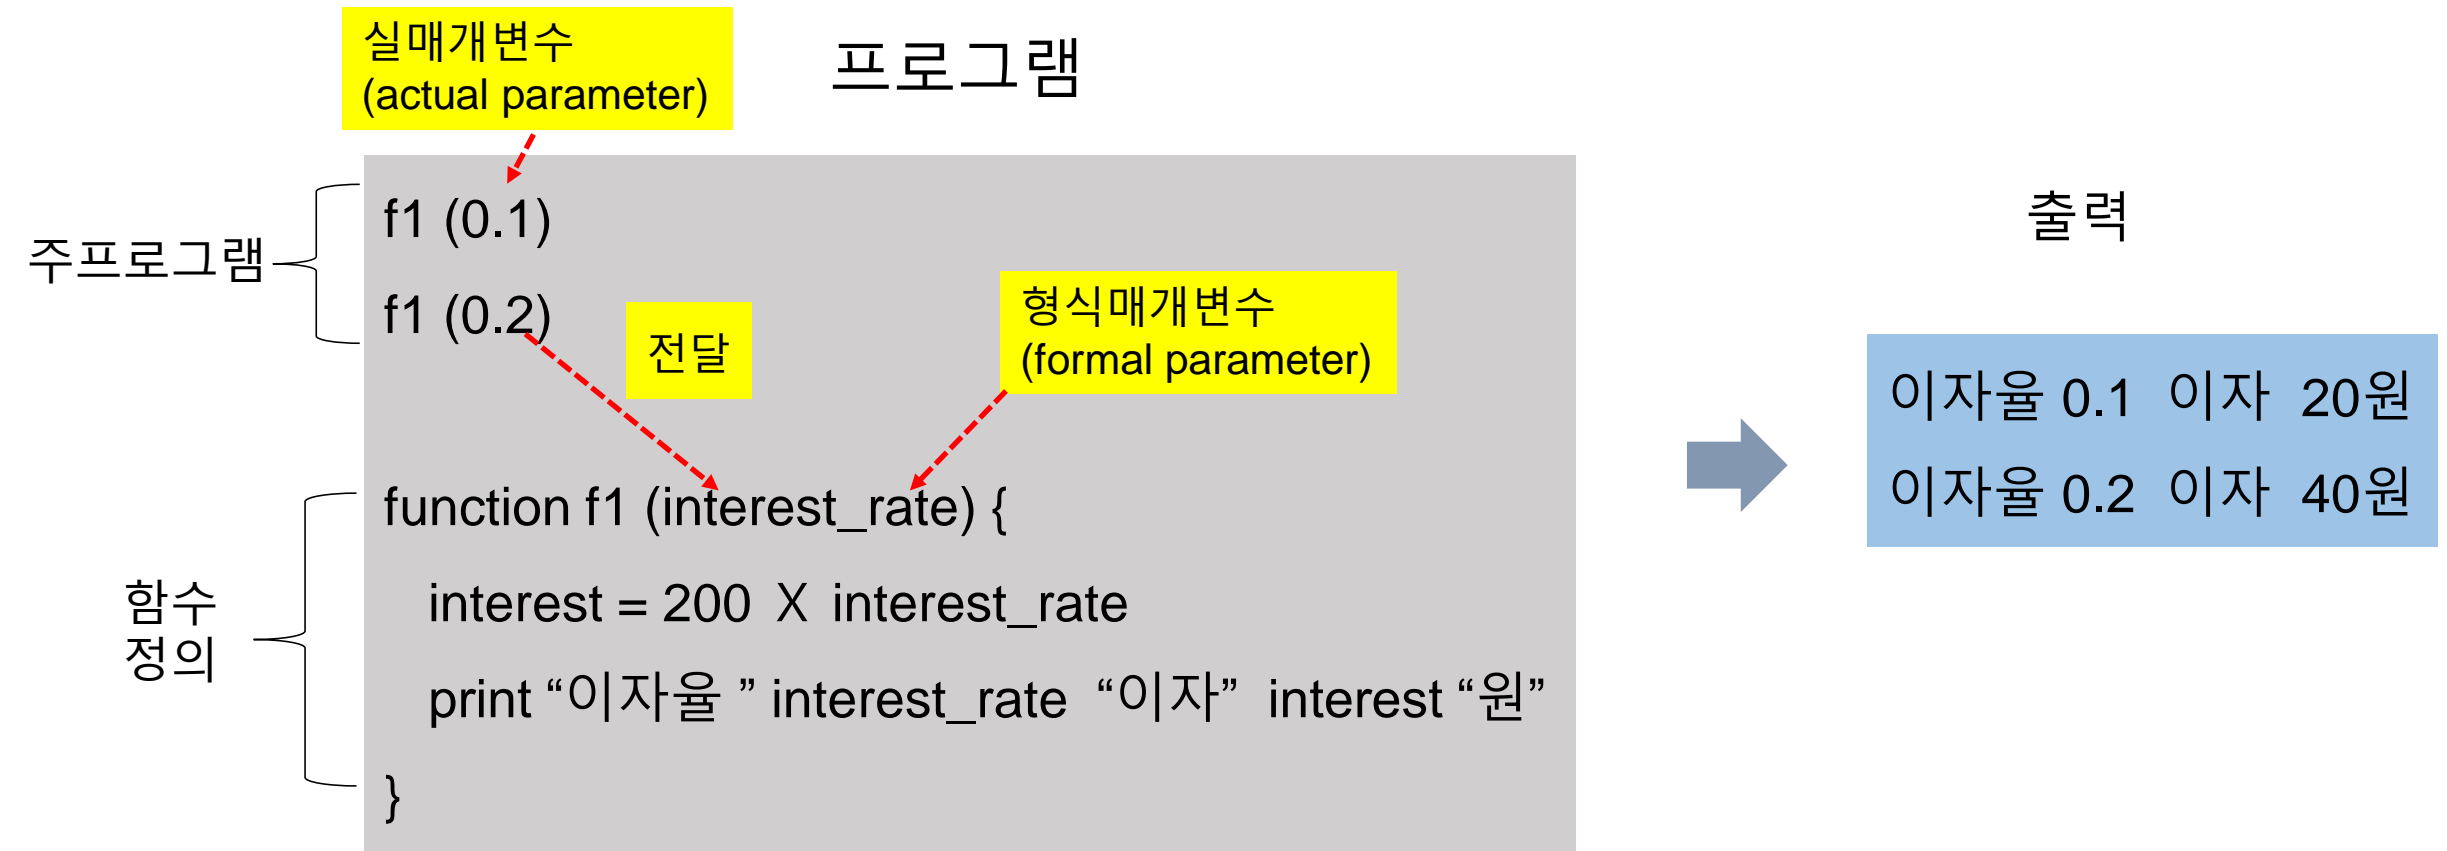 실매개변수
(actual parameter)
프로그램
주프로그램
f1 (0.1)
f1 (0.2)
전달
형식매개변수
(formal parameter)
함수
정의
function f1 (interest_rate) {
interest = 200 X interest_rate
print “이자율 ” interest_rate “이자” interest “원”
}
출력
이자율 0.1 이자 20원
이자율 0.2 이자 40원